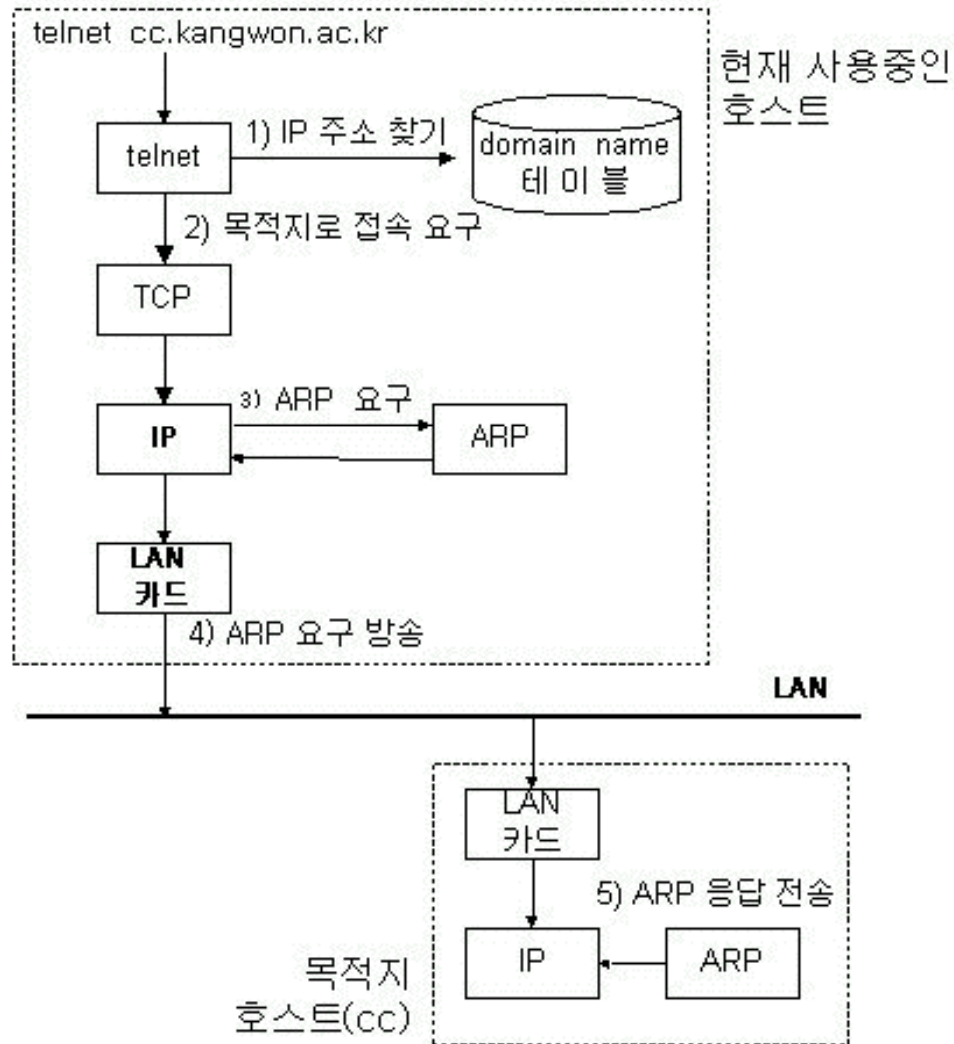 telnet cc.kangwon.ac.kr
현재 사용중인
호스트
telnet
1) IP 주소 찾기
domain name
테이블
2) 목적지로 접속 요구
TCP
3) ARP 요구
IP
ARP
LAN
카드
4) ARP 요구 방송
LAN
LAN
카드
5) ARP 응답 전송
IP
ARP
목적지
호스트(cc)